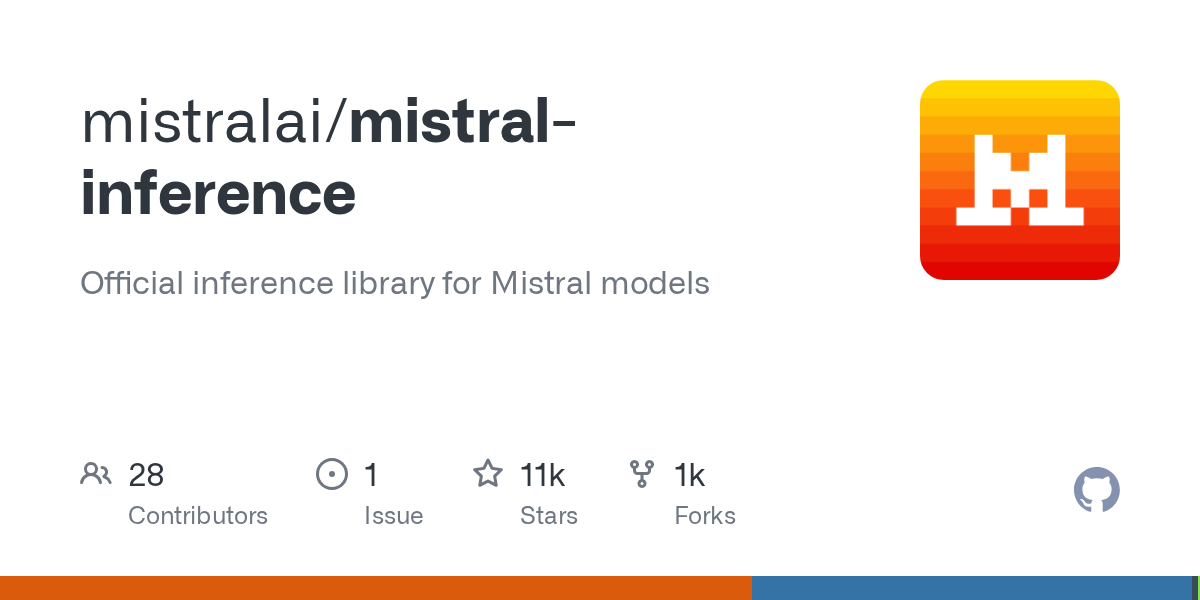 mistralai/mistral-
inference
Official inference library for Mistral models
28 1 11k 1k
Contributors Issue Stars Forks